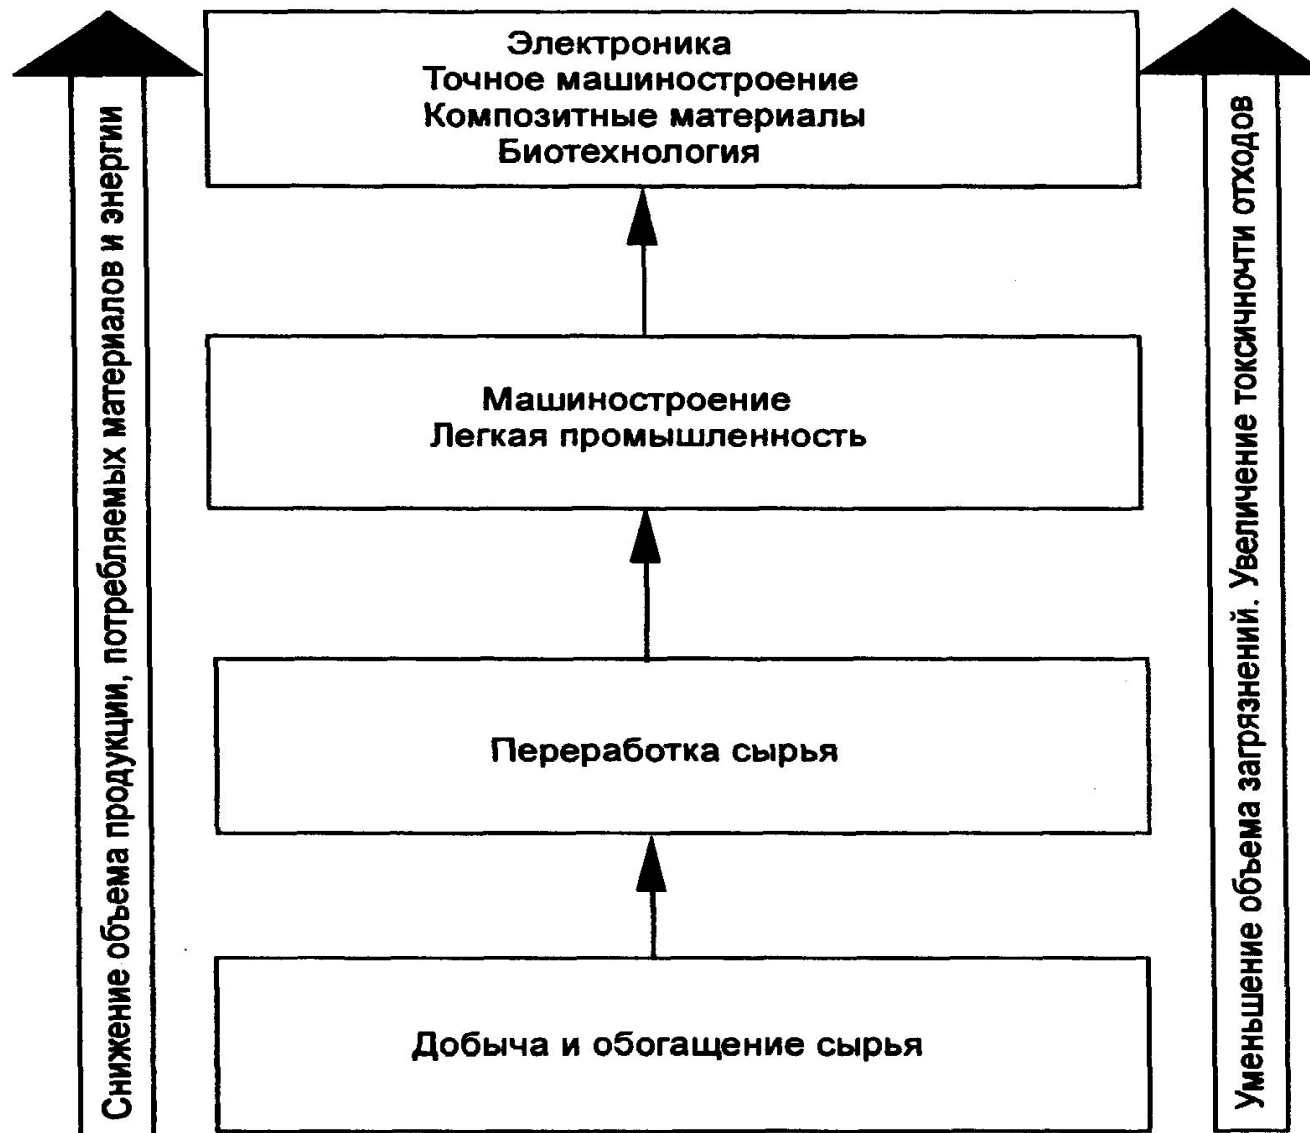 Электроника
Точное машиностроение
Композитные материалы
Биотехнология
Машиностроение
Легкая промышленность
Переработка сырья
Добыча и обогащение сырья
Снижение объема продукции, потребляемых материалов и энергии
Уменьшение объема загрязнений. Увеличение токсичночти отходов